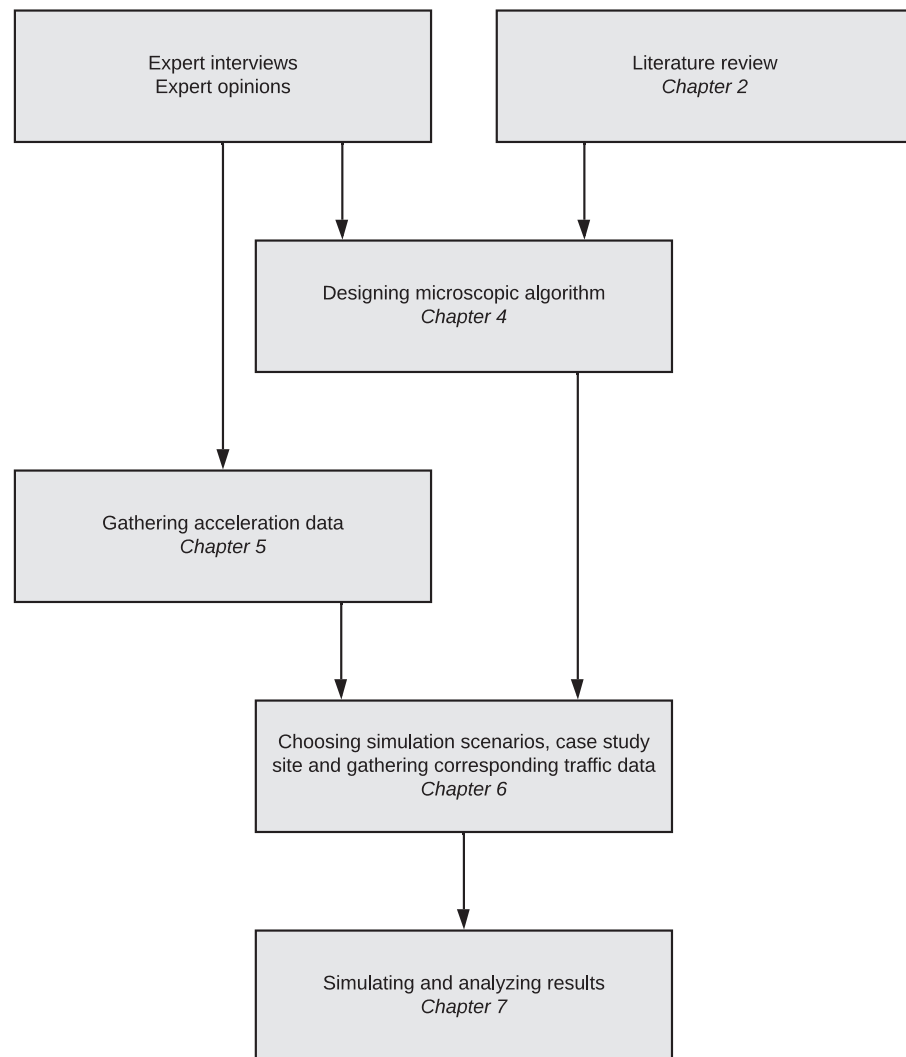 Expert interviews
Expert opinions
Literature review
Chapter 2
Designing microscopic algorithm
Chapter 4
Gathering acceleration data
Chapter 5
Choosing simulation scenarios, case study
site and gathering corresponding traffic data
Chapter 6
Simulating and analyzing results
Chapter 7